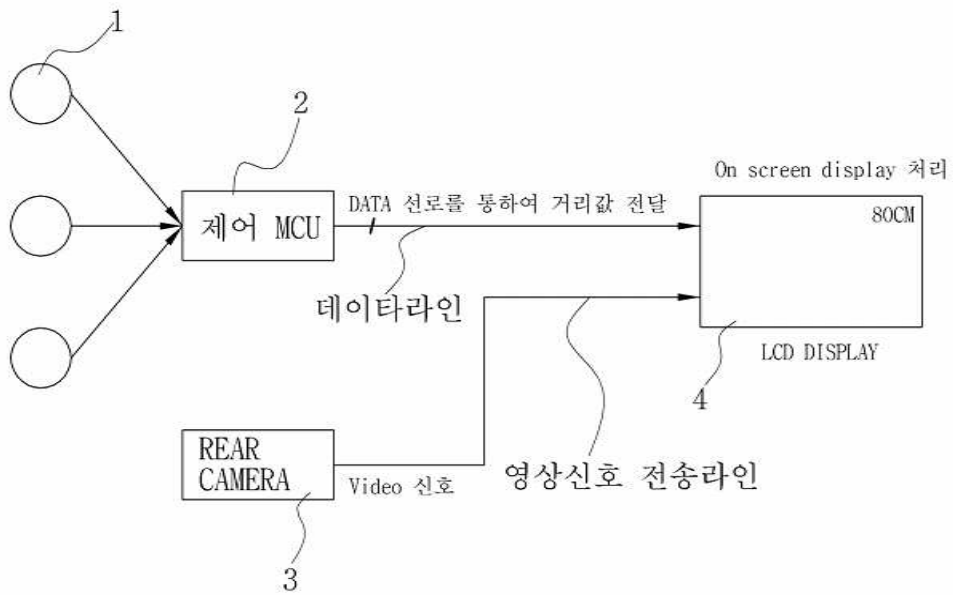 1
2
On screen display 처리
제어 MCU
DATA 선로를 통하여 거리값 전달
80CM
데이타라인
LCD DISPLAY
4
REAR
CAMERA
Video 신호
영상신호 전송라인
3